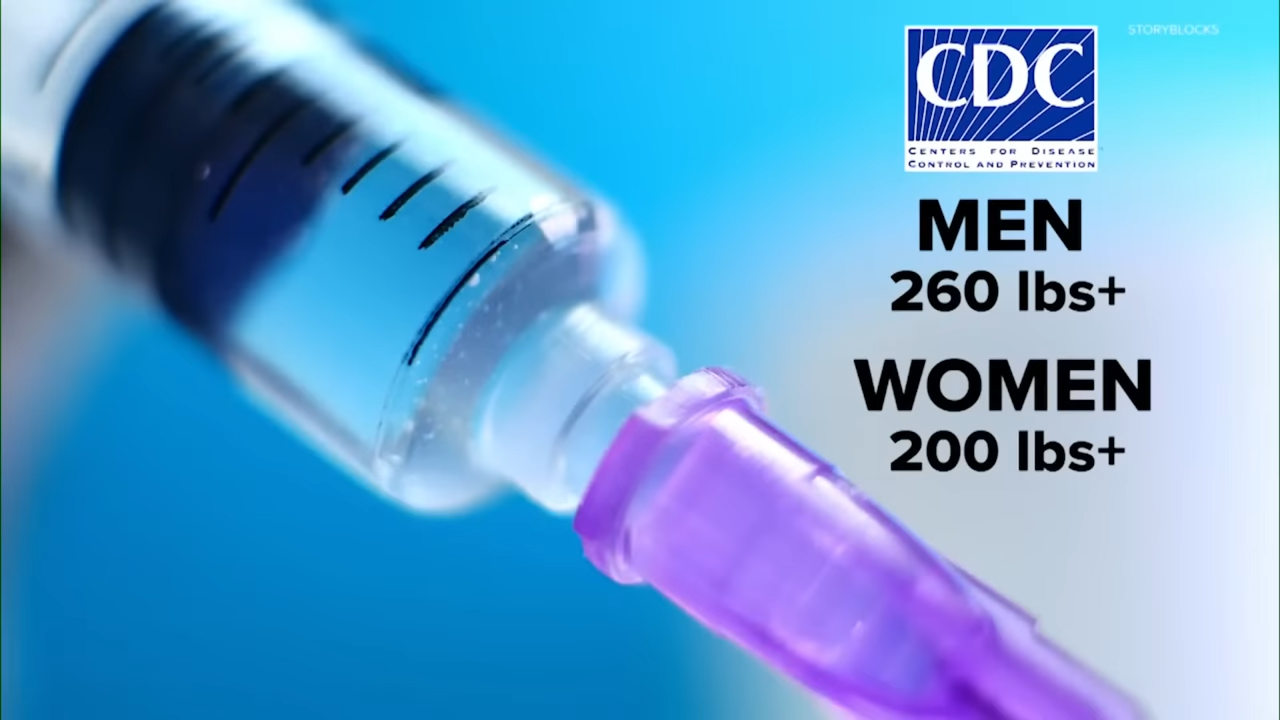 STORYBLOCKS
CDC
CENTERS FOR DISEASE
CONTROL AND PREVENTION
MEN
260 lbs+
WOMEN
200 lbs+